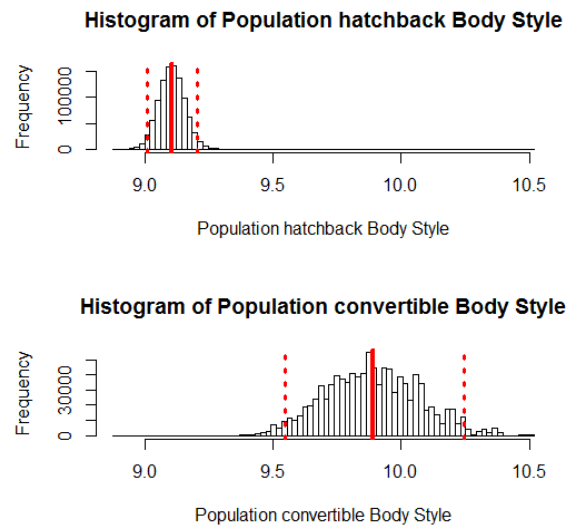 Histogram of Population hatchback Body Style
Frequency
100000
0
9.0 9.5 10.0 10.5
Population hatchback Body Style
Histogram of Population convertible Body Style
Frequency
30000
0
9.0 9.5 10.0 10.5
Population convertible Body Style